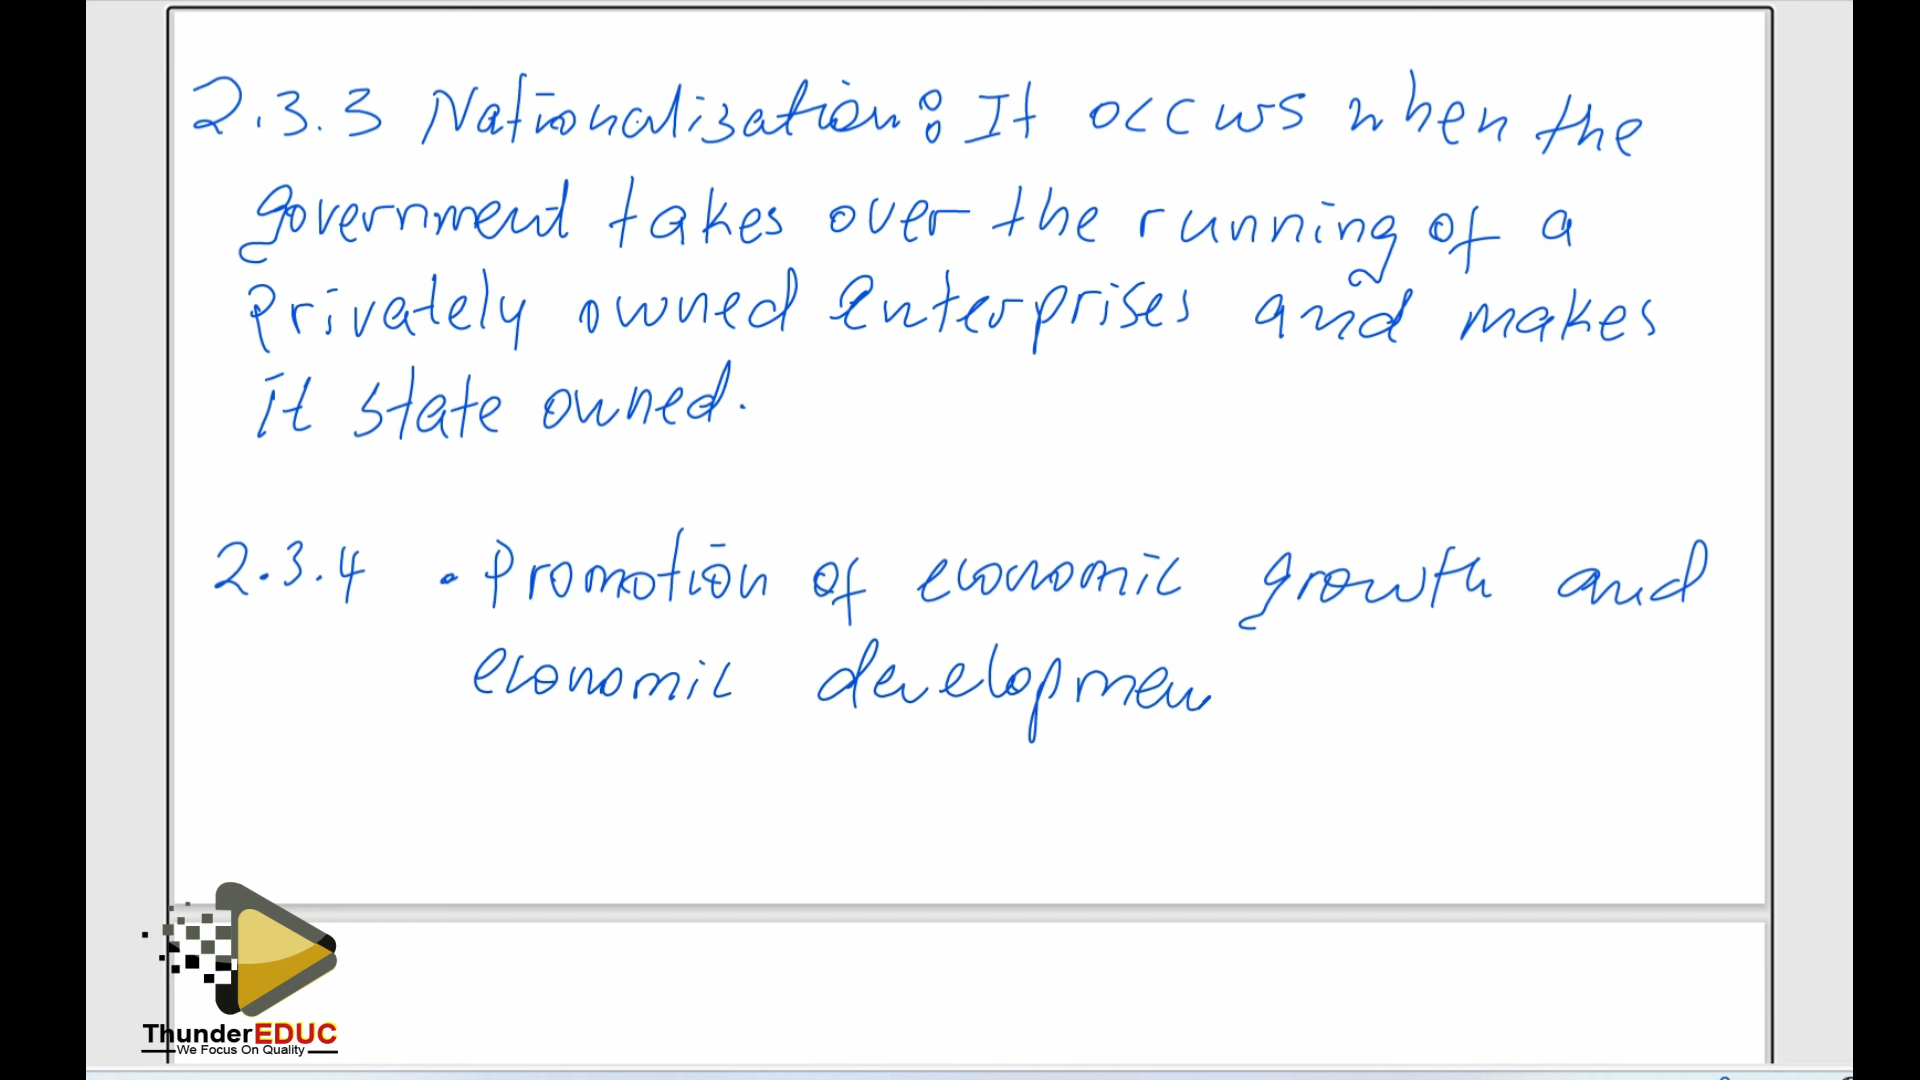 2.3.3 Nationalization: It occurs when the
government takes over the running of a
Privately owned enterprises and makes
it state owned.
2.3.4 • Promotion of economic growth and
economic developmen
ThunderEDUC
We Focus On Quality